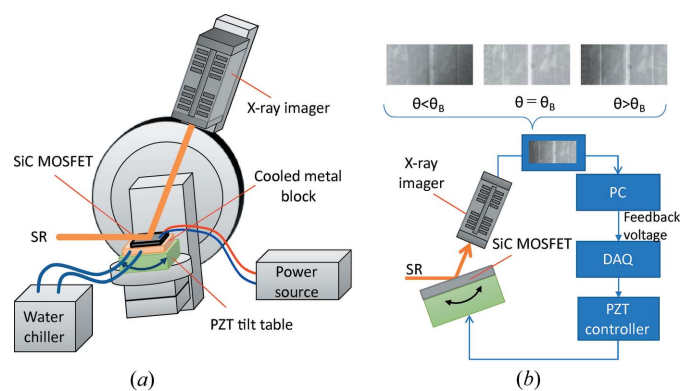 X-ray imager
SiC MOSFET
Cooled metal
block
SR
Power
source
Water
chiller
PZT tilt table
(a)
θ<θB
θ=θB
θ>θB
X-ray
imager
PC
Feedback
voltage
SiC MOSFET
SR
DAQ
PZT
controller
(b)